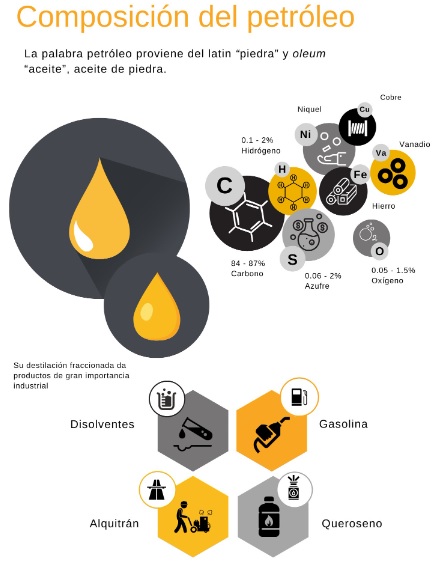 Composición del petróleo
La palabra petróleo proviene del latin “piedra” y oleum
“aceite”, aceite de piedra.
Cobre
Níquel
Cu
Ni
Vanadio
0.1 - 2%
Hidrógeno
Va
H
Fe
C
Hierro
O
S
84 - 87%
Carbono
0.06 - 2%
Azufre
0.05 - 1,5%
Oxígeno
Su destilación fraccionada da
productos de gran importancia
industrial
Disolventes
Gasolina
Alquitrán
Queroseno